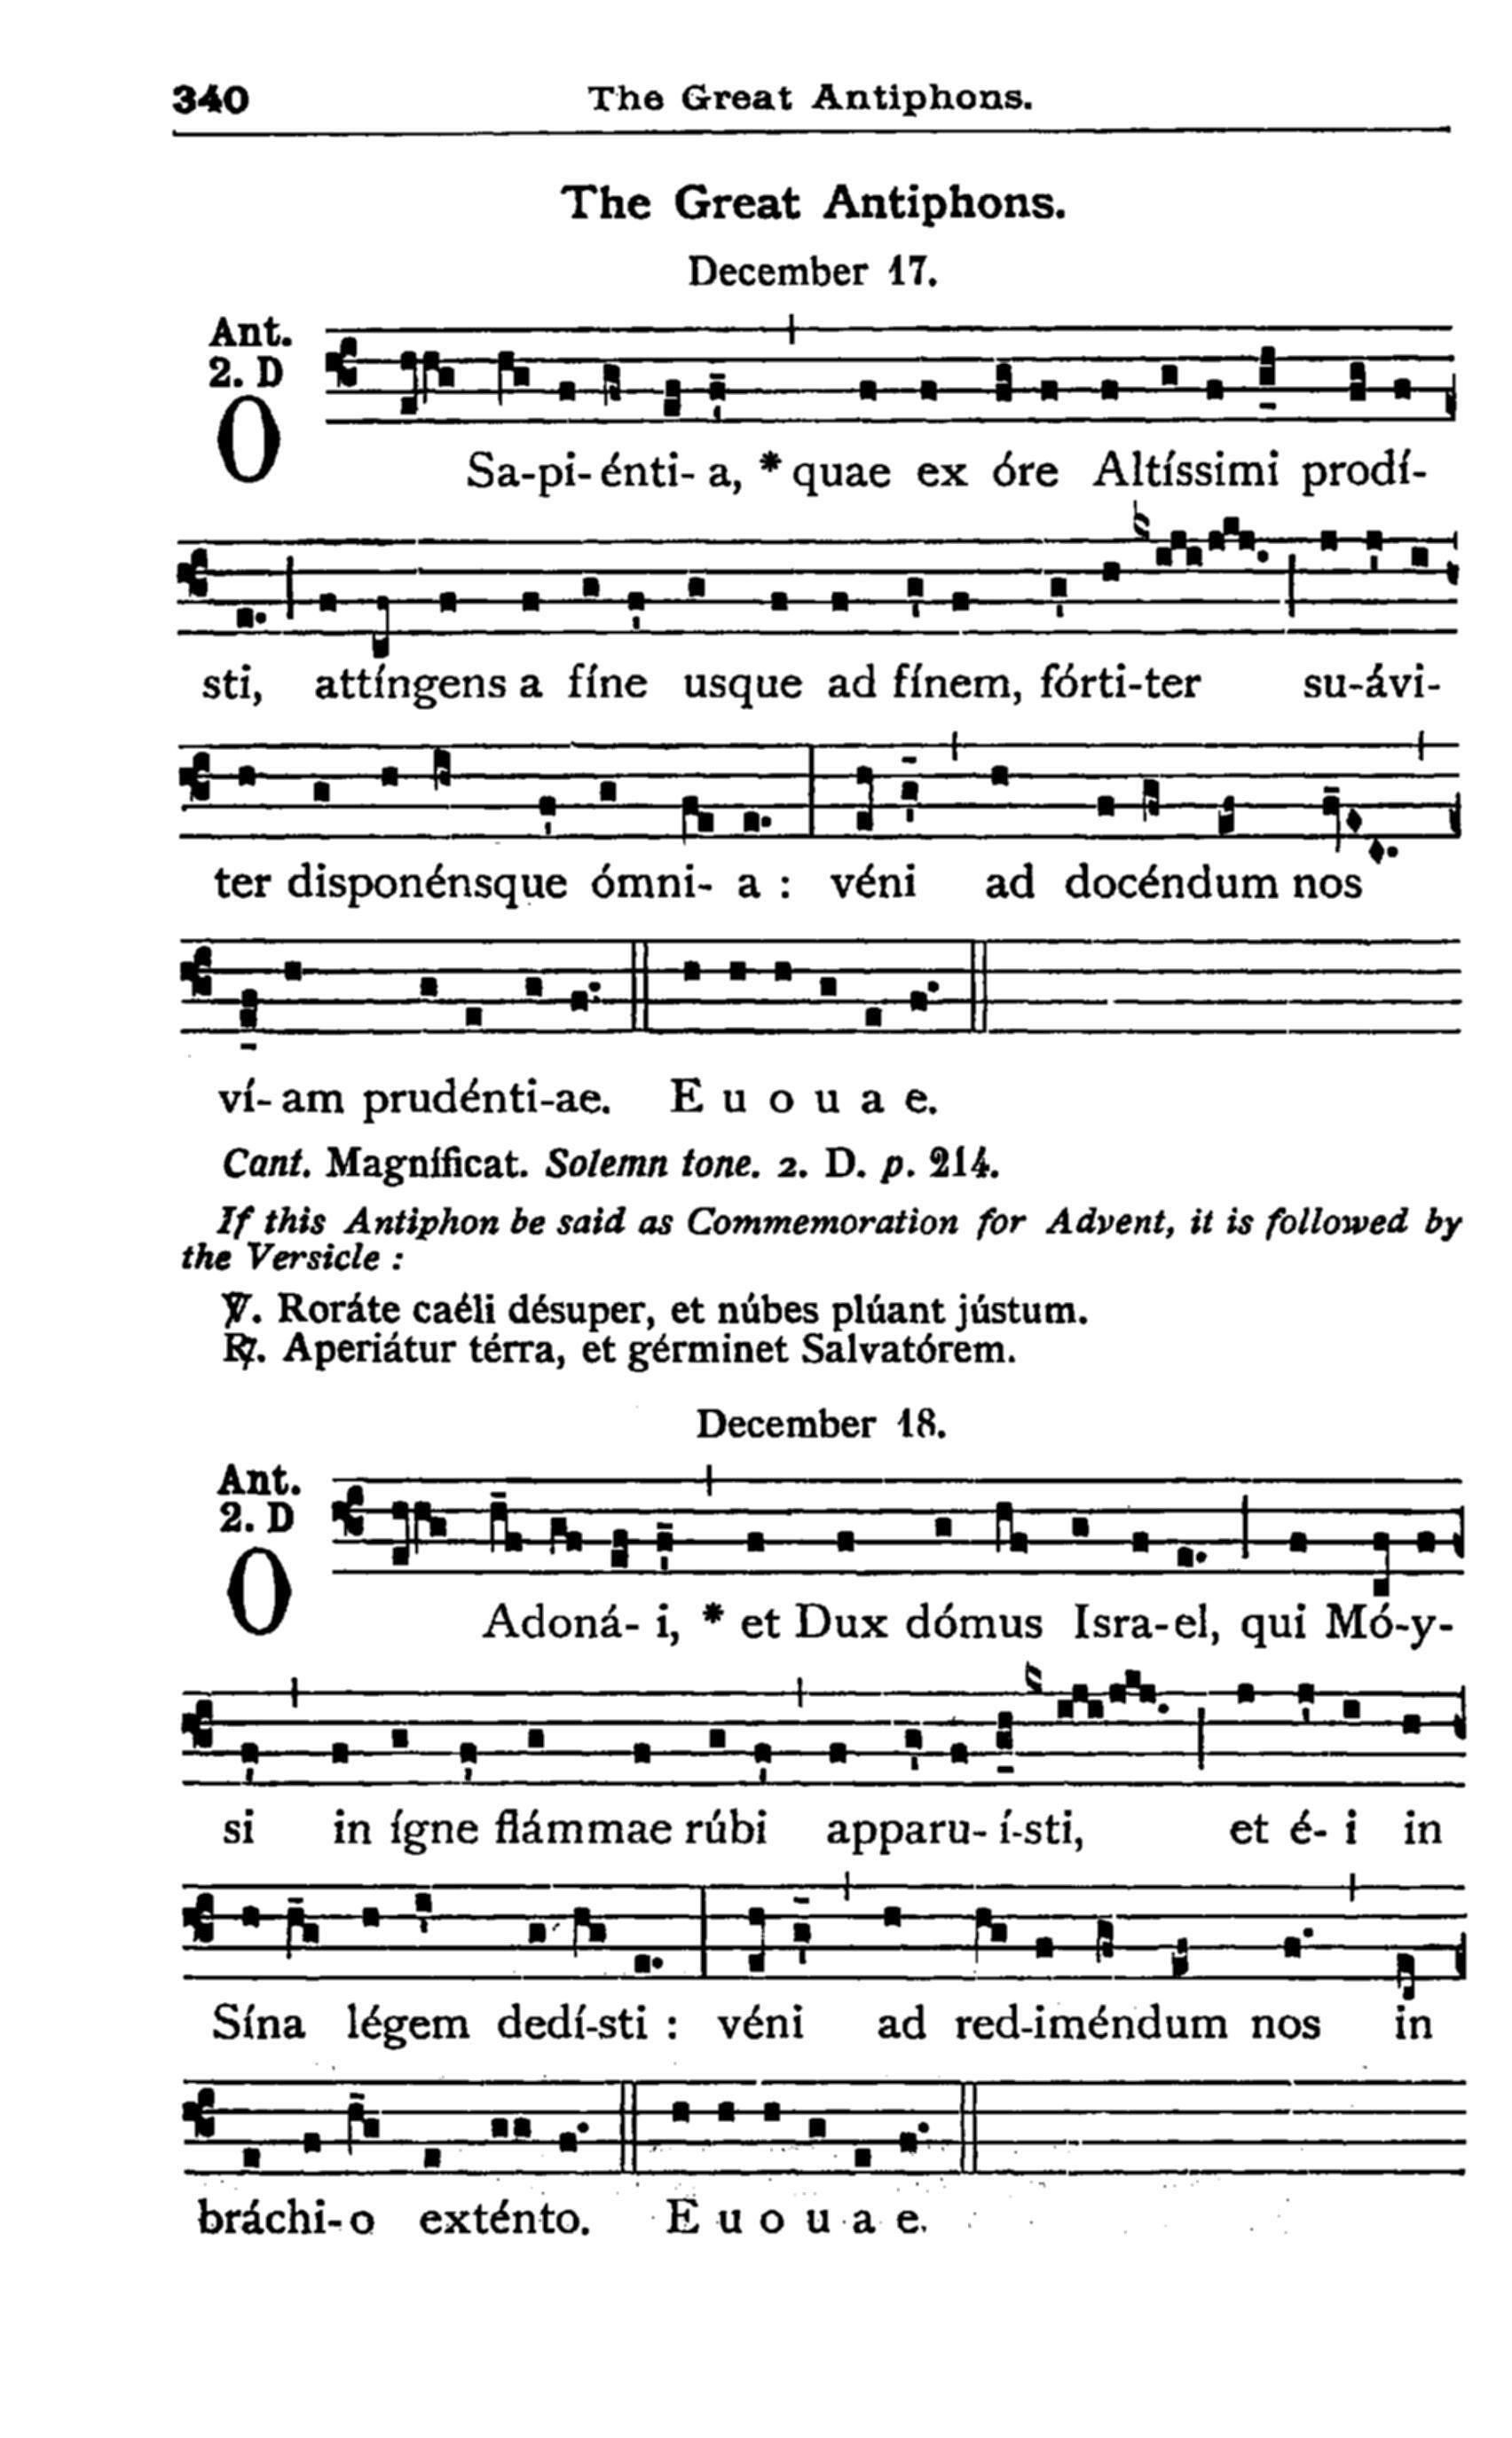 340 The Great Antiphons.
The Great Antiphons.
December 17.
Ant.
2. D
O Sa-pi-énti- a, * quae ex óre Altíssimi prodí-
sti, attíngens a fíne usque ad fínem, fórti-ter su-ávi-
ter disponénsque ómni- a : véni ad docéndum nos
ví- am prudénti-ae. E u o u a e.
Cant. Magníficat. Solemn tone. 2. D. p. 214.
If this Antiphon be said as Commemoration for Advent, it is followed by
the Versicle :
℣. Roráte caéli désuper, et núbes plúant jústum.
℟. Aperiátur térra, et gérminet Salvatórem.
December 18.
Ant.
2. D
O Adoná- i, * et Dux dómus Isra-el, qui Mó-y-
si in ígne flámmae rúbi apparu- í-sti, et é- i in
Sína légem dedí-sti : véni ad red-iméndum nos in
bráchi- o exténto. E u o u a e.